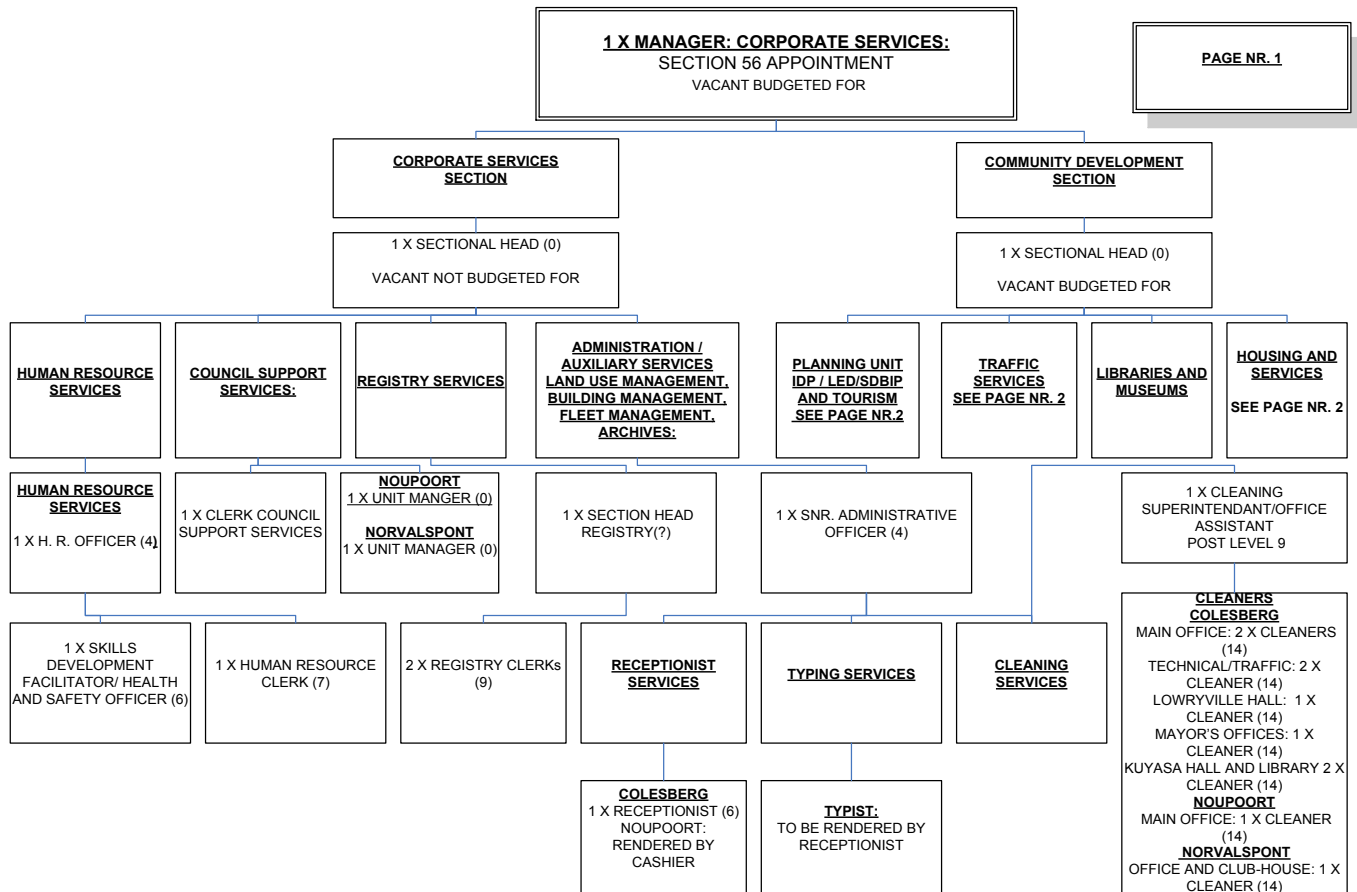 1 X MANAGER: CORPORATE SERVICES:
SECTION 56 APPOINTMENT
VACANT BUDGETED FOR
PAGE NR. 1
CORPORATE SERVICES
SECTION
COMMUNITY DEVELOPMENT
SECTION
1 X SECTIONAL HEAD (0)
VACANT NOT BUDGETED FOR
1 X SECTIONAL HEAD (0)
VACANT BUDGETED FOR
HUMAN RESOURCE
SERVICES
COUNCIL SUPPORT
SERVICES:
REGISTRY SERVICES
ADMINISTRATION /
AUXILIARY SERVICES
LAND USE MANAGEMENT,
BUILDING MANAGEMENT,
FLEET MANAGEMENT,
ARCHIVES:
PLANNING UNIT
IDP / LED/SDBIP
AND TOURISM
SEE PAGE NR.2
TRAFFIC
SERVICES
SEE PAGE NR. 2
LIBRARIES AND
MUSEUMS
HOUSING AND
SERVICES
SEE PAGE NR. 2
HUMAN RESOURCE
SERVICES
1 X H. R. OFFICER (4)
1 X CLERK COUNCIL
SUPPORT SERVICES
NOUPOORT
1 X UNIT MANGER (0)
NORVALSPONT
1 X UNIT MANAGER (0)
1 X SECTION HEAD
REGISTRY(?)
1 X SNR. ADMINISTRATIVE
OFFICER (4)
1 X CLEANING
SUPERINTENDANT/OFFICE
ASSISTANT
POST LEVEL 9
1 X SKILLS
DEVELOPMENT
FACILITATOR/ HEALTH
AND SAFETY OFFICER (6)
1 X HUMAN RESOURCE
CLERK (7)
2 X REGISTRY CLERKs
(9)
RECEPTIONIST
SERVICES
TYPING SERVICES
CLEANING
SERVICES
CLEANERS
COLESBERG
MAIN OFFICE: 2 X CLEANERS
(14)
TECHNICAL/TRAFFIC: 2 X
CLEANER (14)
LOWRYVILLE HALL:  1 X
CLEANER (14)
MAYOR'S OFFICES: 1 X
CLEANER (14)
KUYASA HALL AND LIBRARY 2 X
CLEANER (14)
NOUPOORT
MAIN OFFICE: 1 X CLEANER
(14)
NORVALSPONT
OFFICE AND CLUB-HOUSE: 1 X
CLEANER (14)
COLESBERG
1 X RECEPTIONIST (6)
NOUPOORT:
RENDERED BY
CASHIER
TYPIST:
TO BE RENDERED BY
RECEPTIONIST